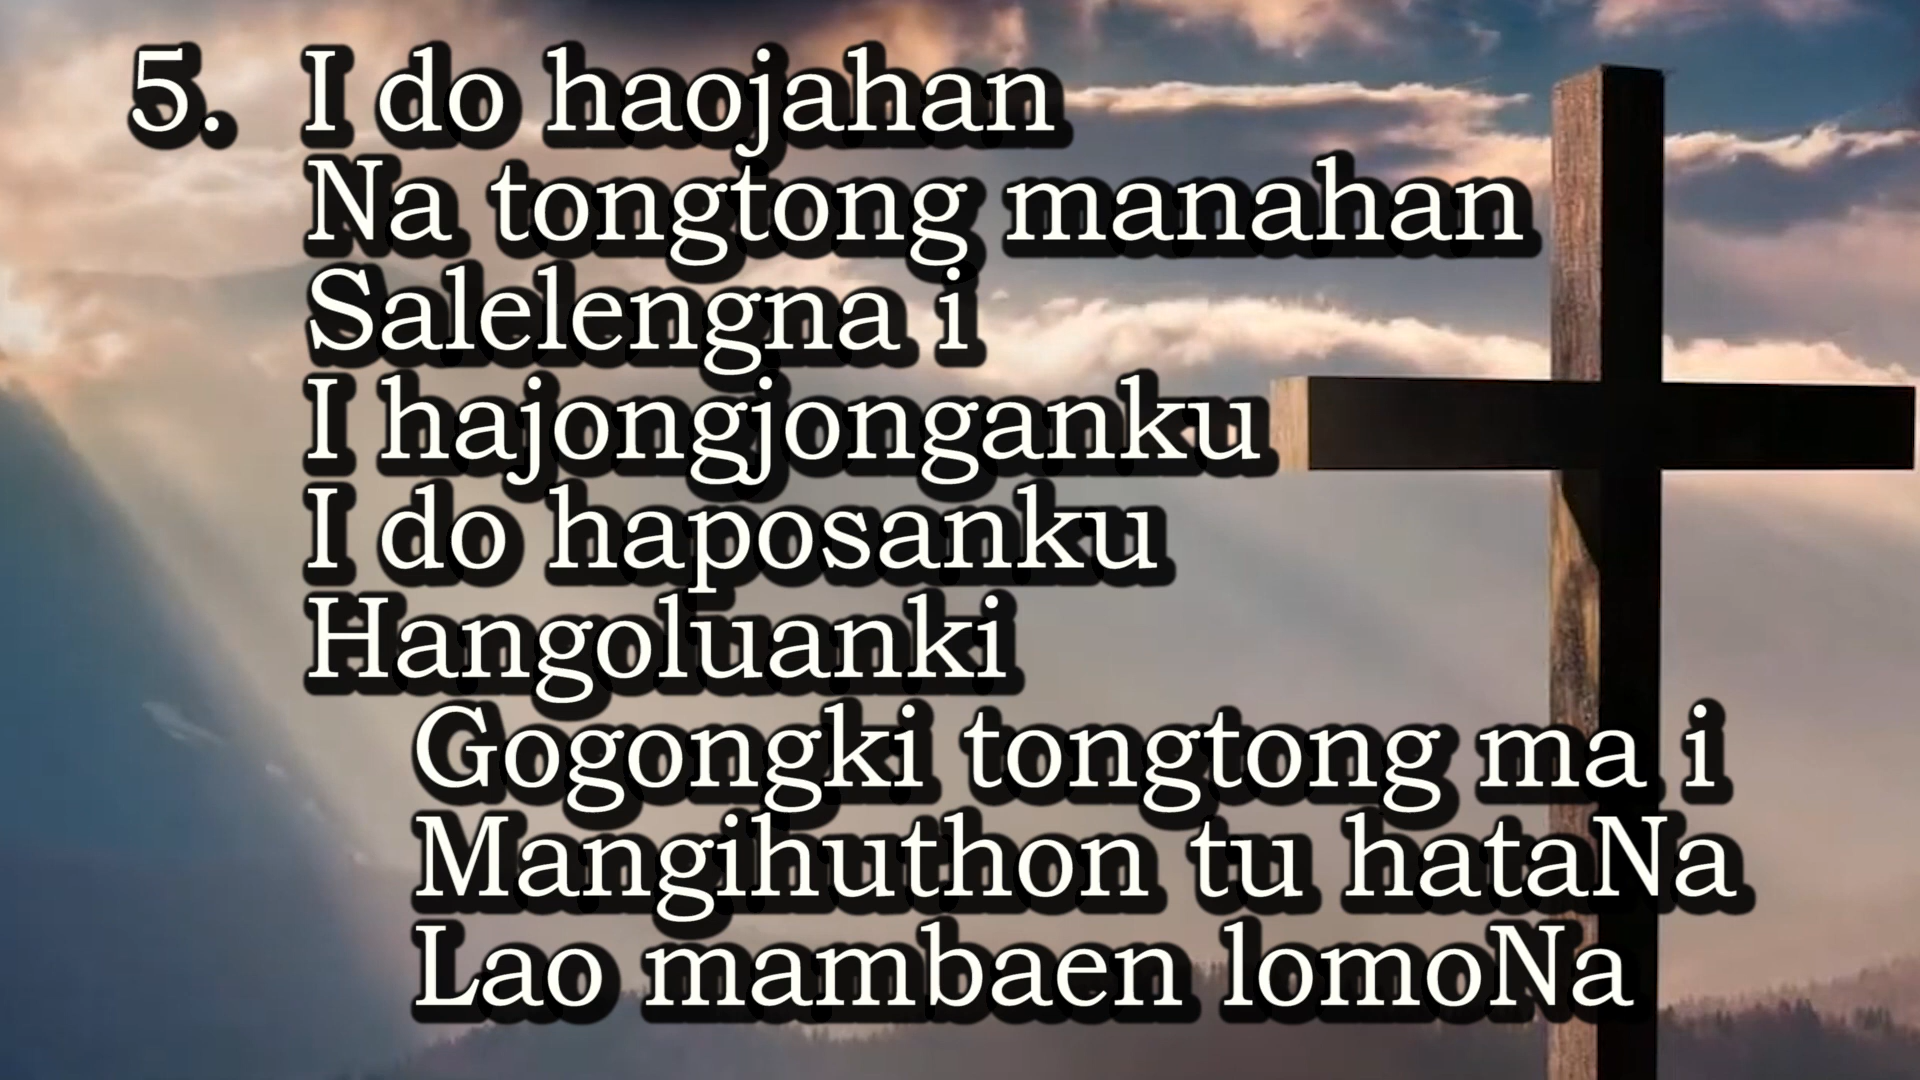 5. I do haojahan
Na tongtong manahan
Salelengna i
I hajongjonganku
I do haposanku
Hangoluanki
Gogongki tongtong ma i
Mangihuthon tu hataNa
Lao mambaen lomoNa